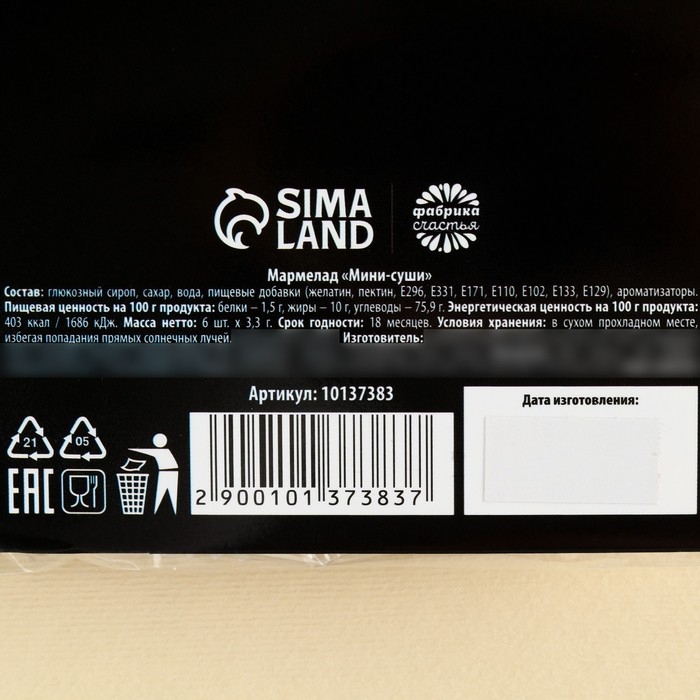 SIMA
LAND
фабрика
счастья
Мармелад «Мини-суши»
Состав: глюкозный сироп, сахар, вода, пищевые добавки (желатин, пектин, Е296, Е331, Е171, Е110, Е102, Е133, Е129), ароматизаторы.
Пищевая ценность на 100 г продукта: белки – 1,5 г, жиры – 10 г, углеводы – 75,9 г. Энергетическая ценность на 100 г продукта:
403 ккал / 1686 кДж. Масса нетто: 6 шт. х 3,3 г. Срок годности: 18 месяцев. Условия хранения: в сухом прохладном месте,
избегая попадания прямых солнечных лучей. Изготовитель:
Артикул: 10137383
Дата изготовления:
21 05
EAC
2 900101 373837